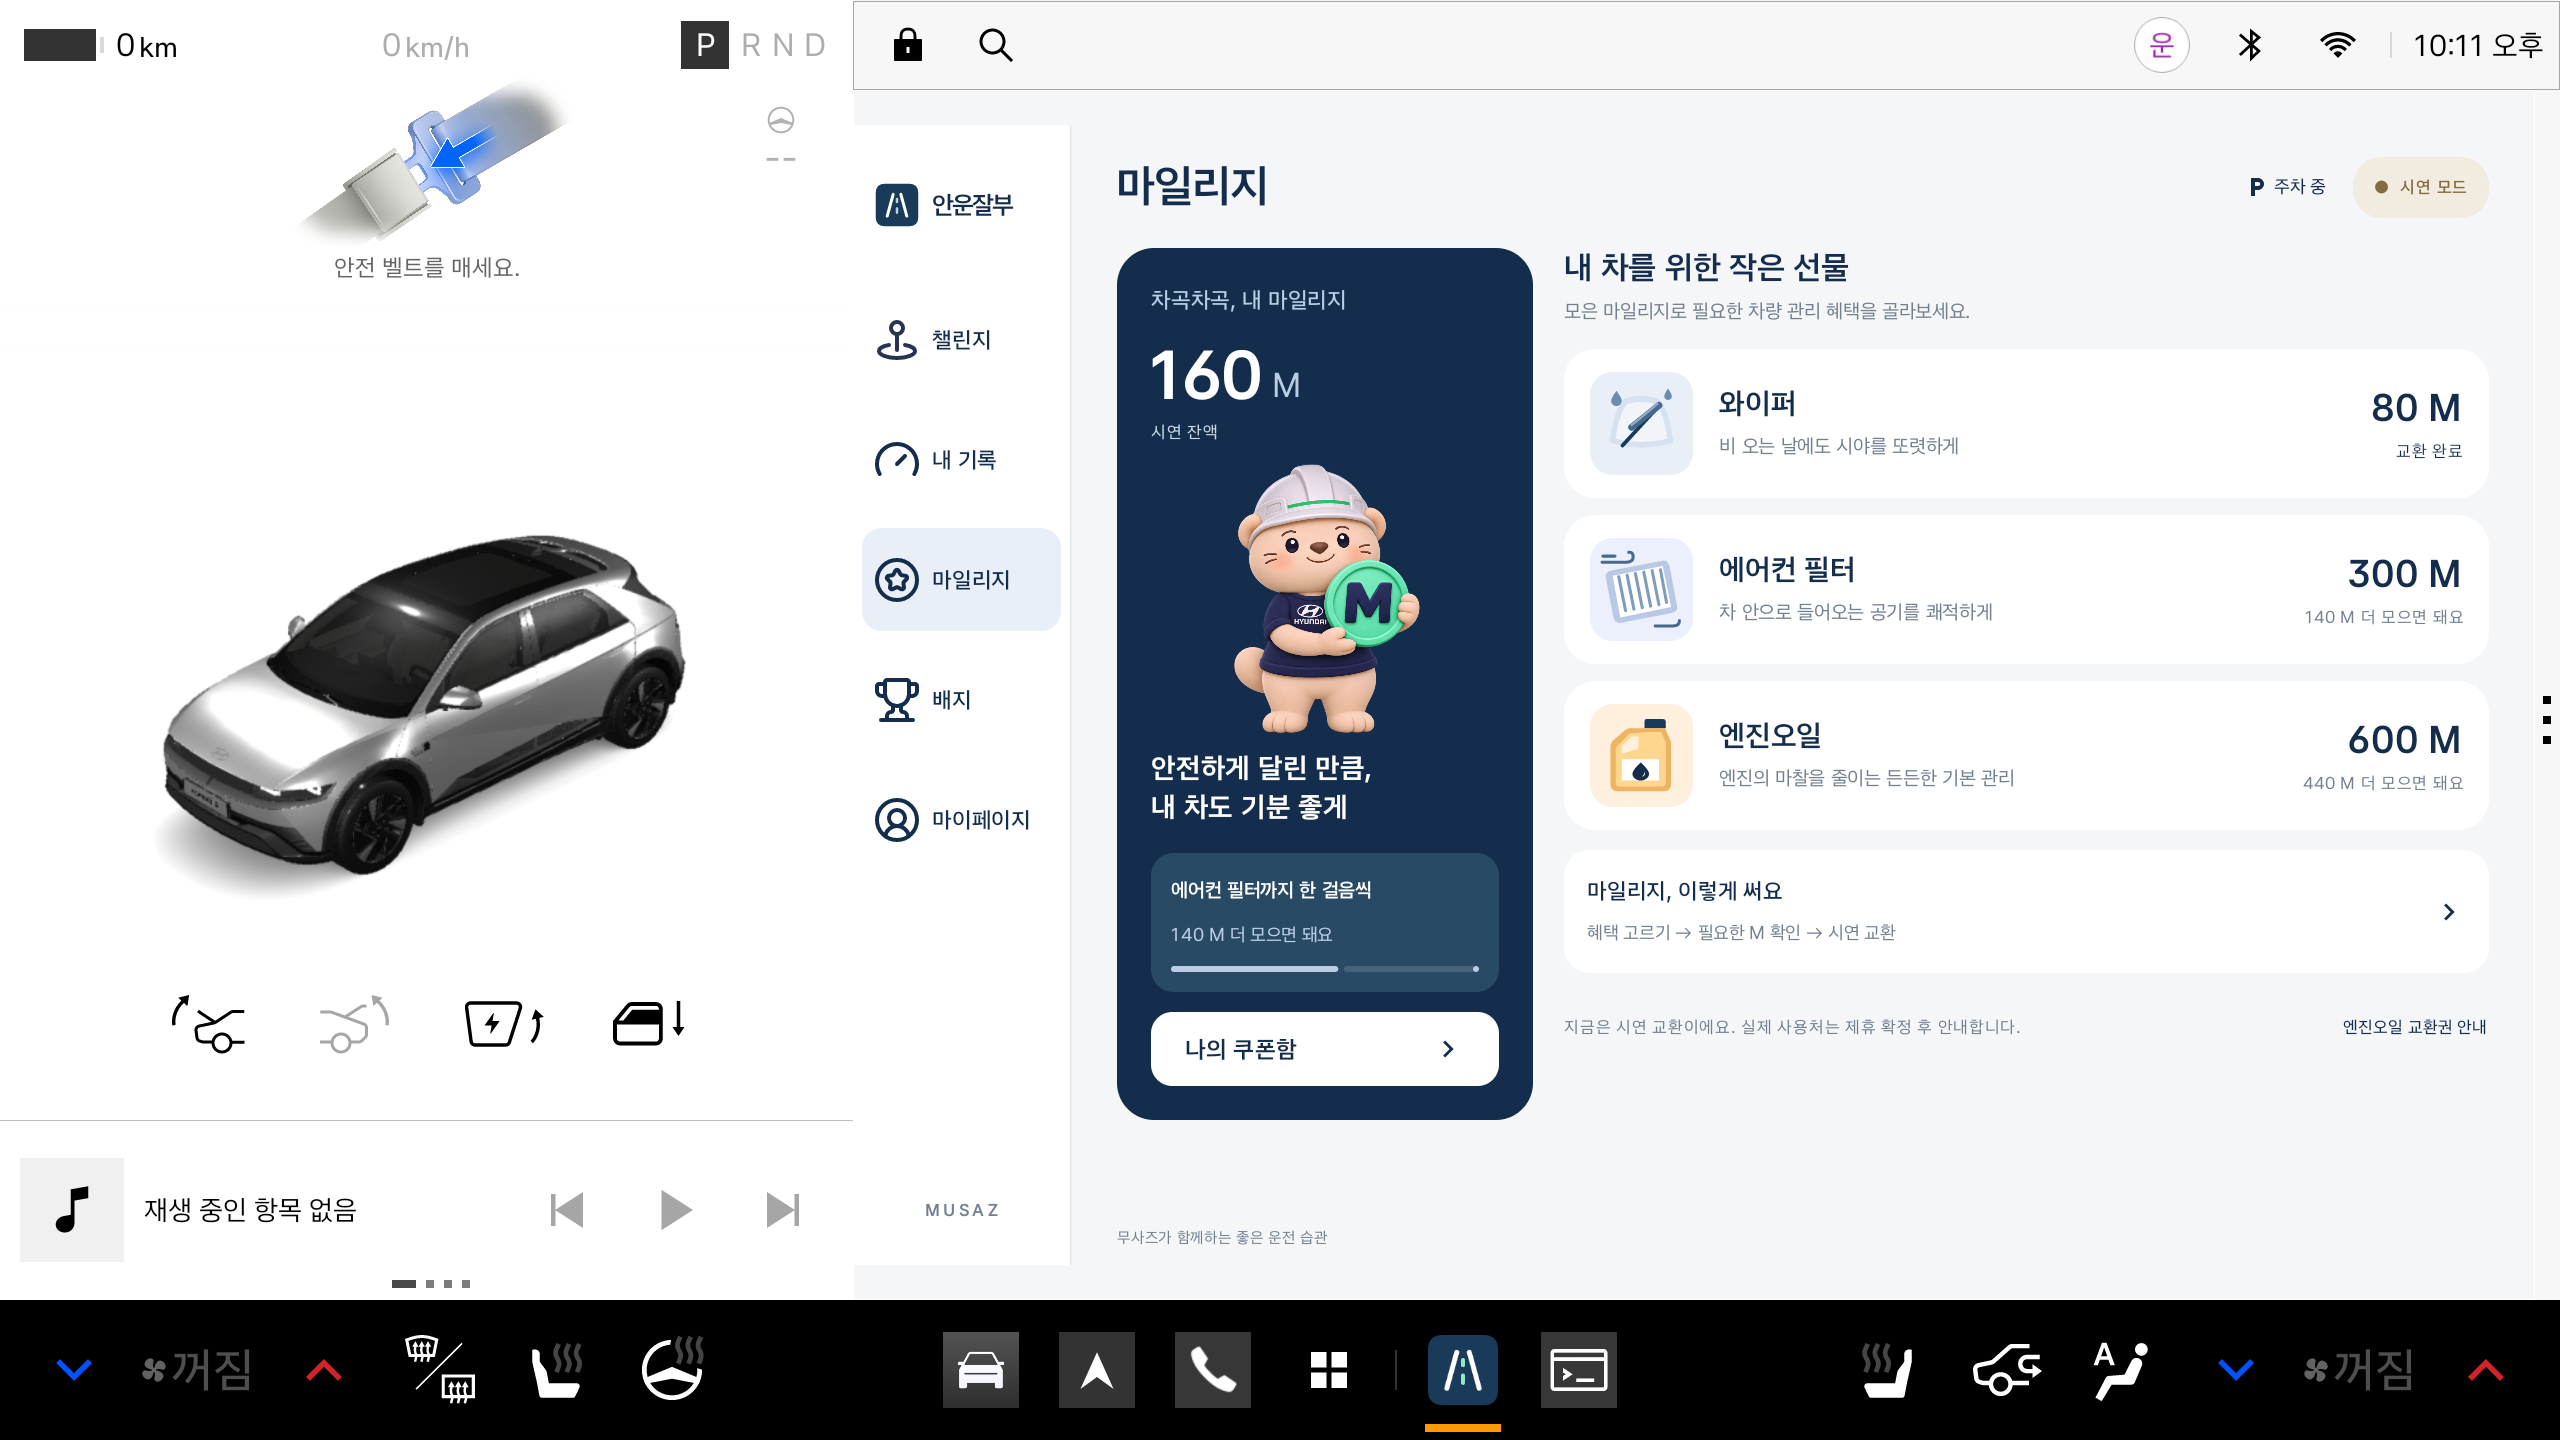 0 km
0 km/h
P R N D
안전 벨트를 매세요.
재생 중인 항목 없음
운
10:11 오후
안운잘부
챌린지
내 기록
마일리지
배지
마이페이지
MUSAZ
마일리지
P 주차 중
시연 모드
차곡차곡, 내 마일리지
160 M
시연 잔액
HYUNDAI
M
안전하게 달린 만큼,
내 차도 기분 좋게
에어컨 필터까지 한 걸음씩
140 M 더 모으면 돼요
나의 쿠폰함
내 차를 위한 작은 선물
모은 마일리지로 필요한 차량 관리 혜택을 골라보세요.
와이퍼
비 오는 날에도 시야를 또렷하게
80 M
교환 완료
에어컨 필터
차 안으로 들어오는 공기를 쾌적하게
300 M
140 M 더 모으면 돼요
엔진오일
엔진의 마찰을 줄이는 든든한 기본 관리
600 M
440 M 더 모으면 돼요
마일리지, 이렇게 써요
혜택 고르기 → 필요한 M 확인 → 시연 교환
지금은 시연 교환이에요. 실제 사용처는 제휴 확정 후 안내합니다.
엔진오일 교환권 안내
무사즈가 함께하는 좋은 운전 습관
꺼짐
A
꺼짐